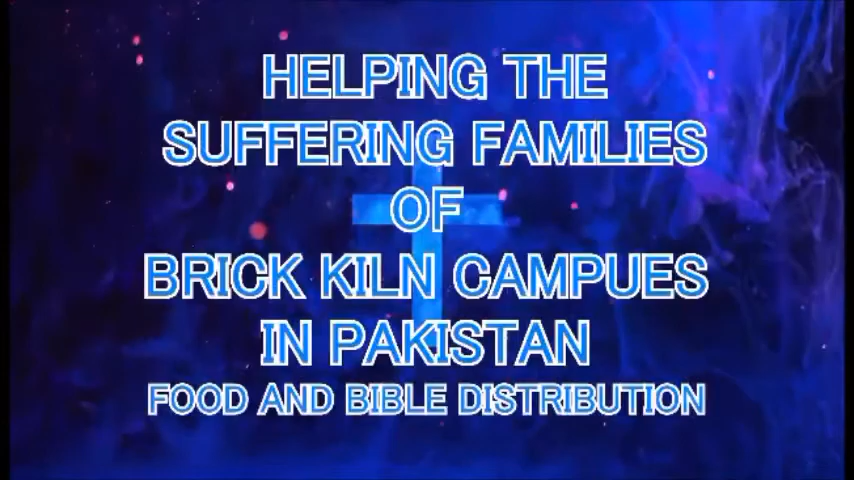 HELPING THE
SUFFERING FAMILIES
OF
BRICK KILN CAMPUES
IN PAKISTAN
FOOD AND BIBLE DISTRIBUTION